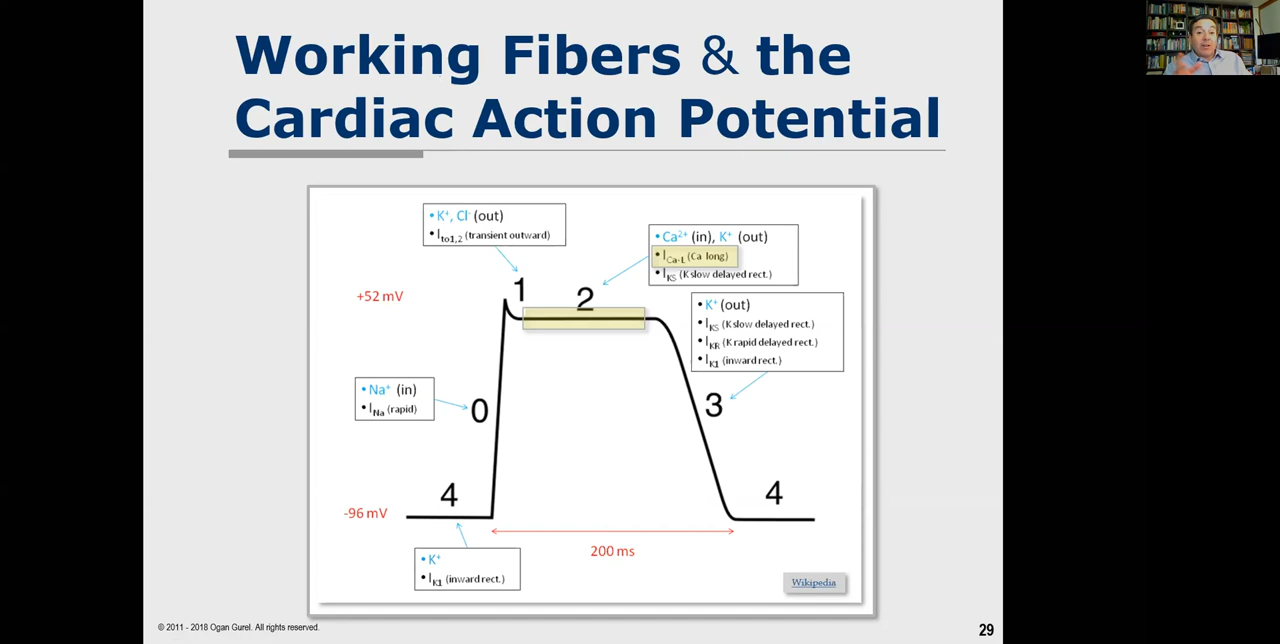 Working Fibers & the
Cardiac Action Potential
• K⁺, Cl⁻ (out)
• Ito1,2 (transient outward)
• Ca²⁺ (in), K⁺ (out)
• ICa-L (Ca long)
• IKS (K slow delayed rect.)
+52 mV
1
2
• K⁺ (out)
• IKS (K slow delayed rect.)
• IKR (K rapid delayed rect.)
• IK1 (inward rect.)
• Na⁺ (in)
• INa (rapid)
0
3
4
4
-96 mV
200 ms
• K⁺
• IK1 (inward rect.)
Wikipedia
© 2011 - 2018 Ogan Gurel. All rights reserved.
29